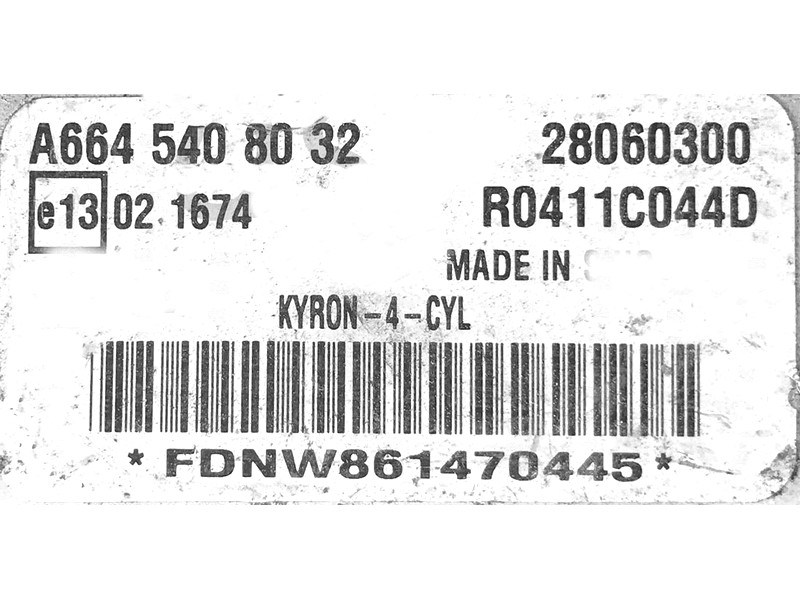 A664 540 80 32 28060300
e13 02 1674 R0411C044D
MADE IN
KYRON-4-CYL
* FDNW861470445 *